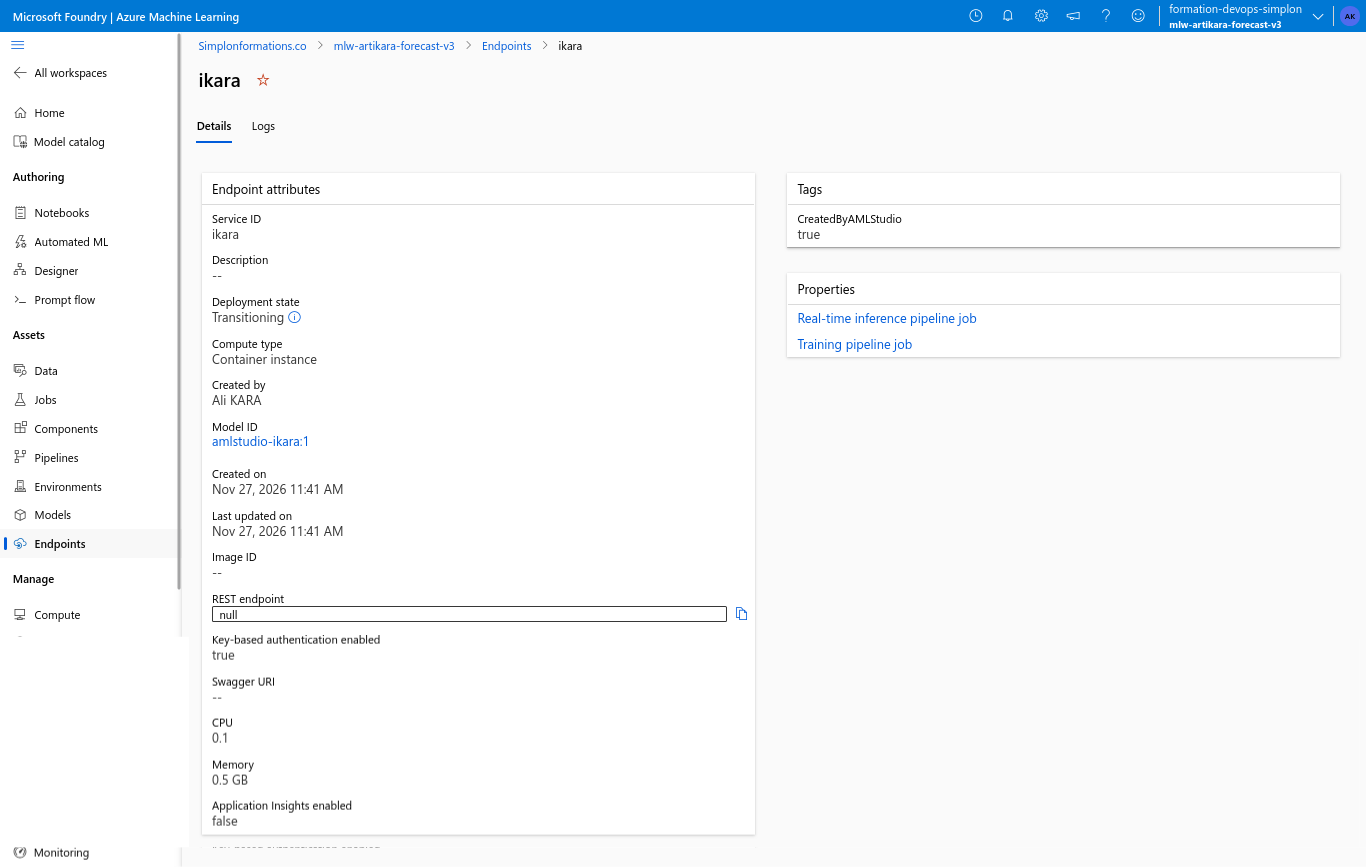 Microsoft Foundry | Azure Machine Learning
formation-devops-simplon
mlw-artikara-forecast-v3
AK
All workspaces
Home
Model catalog
Authoring
Notebooks
Automated ML
Designer
Prompt flow
Assets
Data
Jobs
Components
Pipelines
Environments
Models
Endpoints
Manage
Compute
Monitoring
Simplonformations.co > mlw-artikara-forecast-v3 > Endpoints > ikara
ikara
Details Logs
Endpoint attributes
Service ID
ikara
Description
--
Deployment state
Transitioning
Compute type
Container instance
Created by
Ali KARA
Model ID
amlstudio-ikara:1
Created on
Nov 27, 2026 11:41 AM
Last updated on
Nov 27, 2026 11:41 AM
Image ID
--
REST endpoint
null
Key-based authentication enabled
true
Swagger URI
--
CPU
0.1
Memory
0.5 GB
Application Insights enabled
false
Tags
CreatedByAMLStudio
true
Properties
Real-time inference pipeline job
Training pipeline job